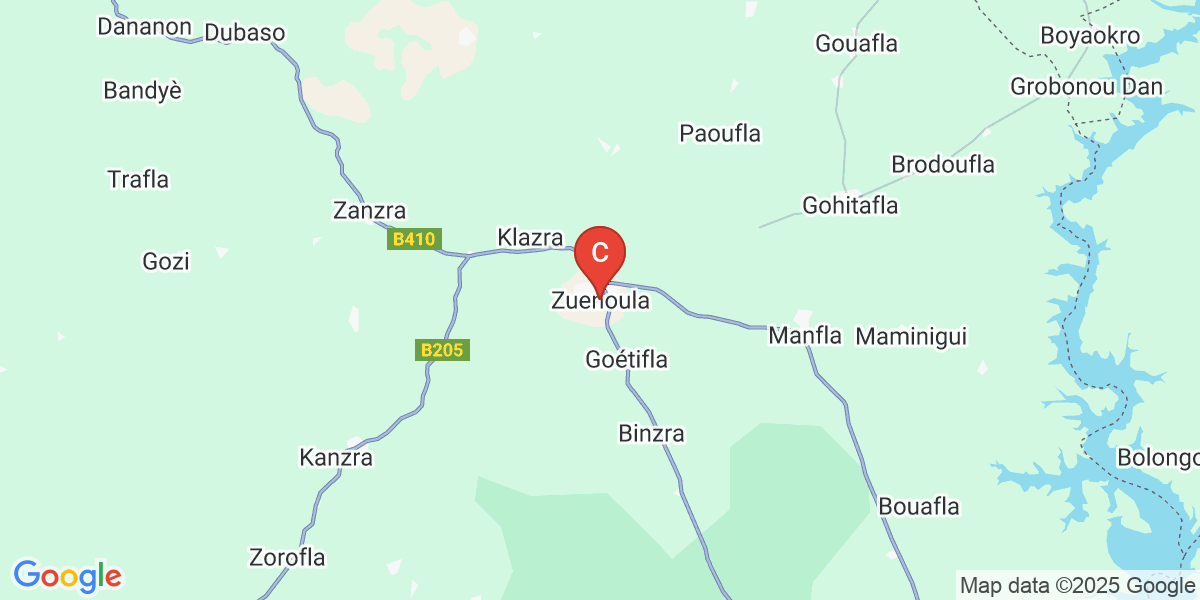 Dananon
Dubaso
Gouafla
Boyaokro
Bandyè
Grobonou Dan
Paoufla
Brodoufla
Trafla
Zanzra
Gohitafla
B410
Klazra
C
Gozi
Zuenoula
Manfla
Maminigui
B205
Goétifla
Binzra
Kanzra
Bolongo
Bouafla
Zorofla
Google
Map data ©2025 Google